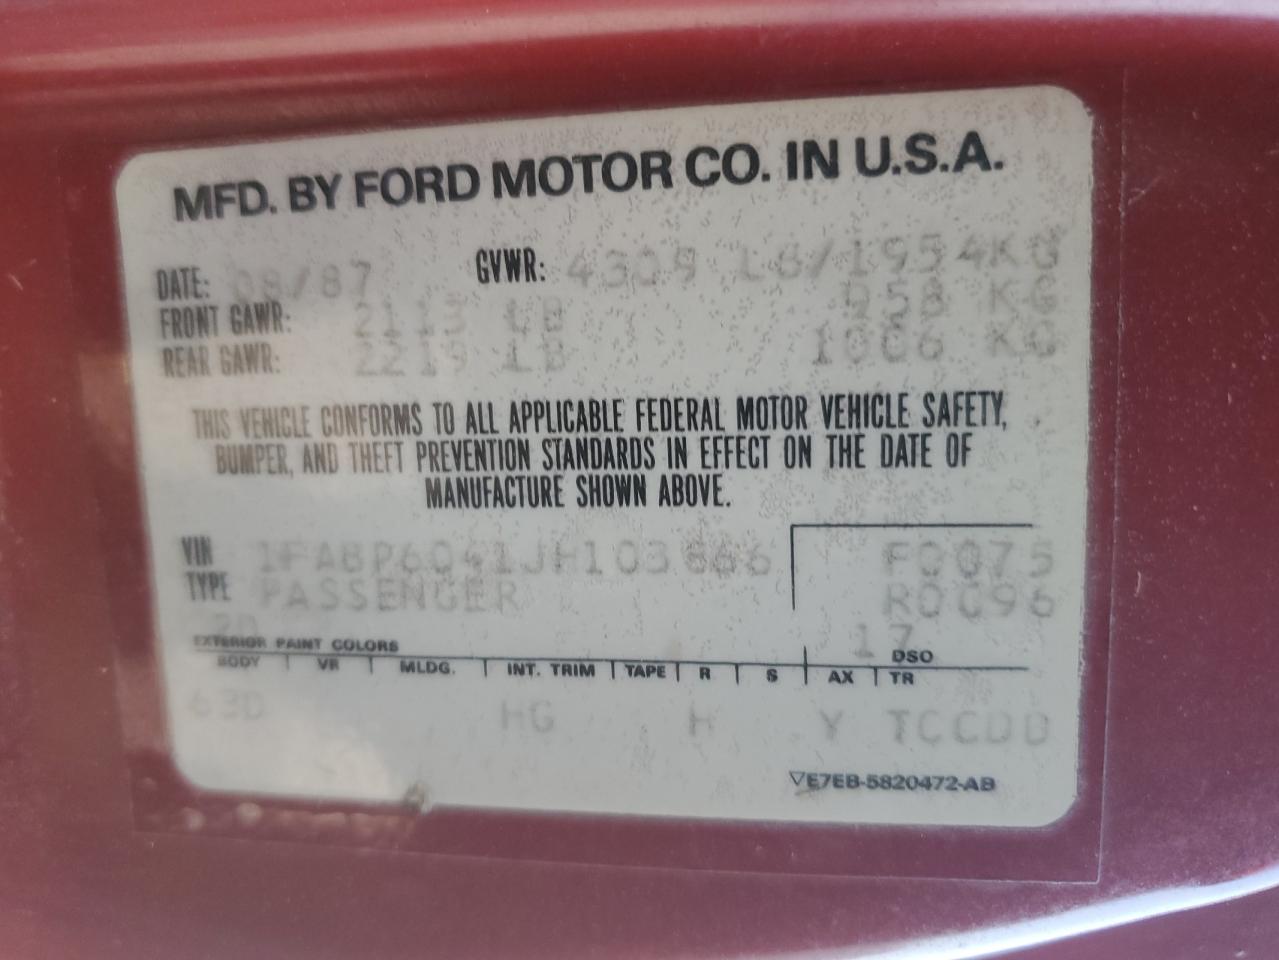 MFD. BY FORD MOTOR CO. IN U.S.A.
DATE: 08/87 GVWR: 4309 LB/1954KG
FRONT GAWR: 2113 LB 958 KG
REAR GAWR: 2219 LB 1006 KG
THIS VEHICLE CONFORMS TO ALL APPLICABLE FEDERAL MOTOR VEHICLE SAFETY,
BUMPER, AND THEFT PREVENTION STANDARDS IN EFFECT ON THE DATE OF
MANUFACTURE SHOWN ABOVE.
VIN F0075
TYPE PASSENGER R0C96
17
EXTERIOR PAINT COLORS DSO
BODY VR MLDG. INT. TRIM TAPE R S AX TR
63D HG H Y
▽E7EB-5820472-AB